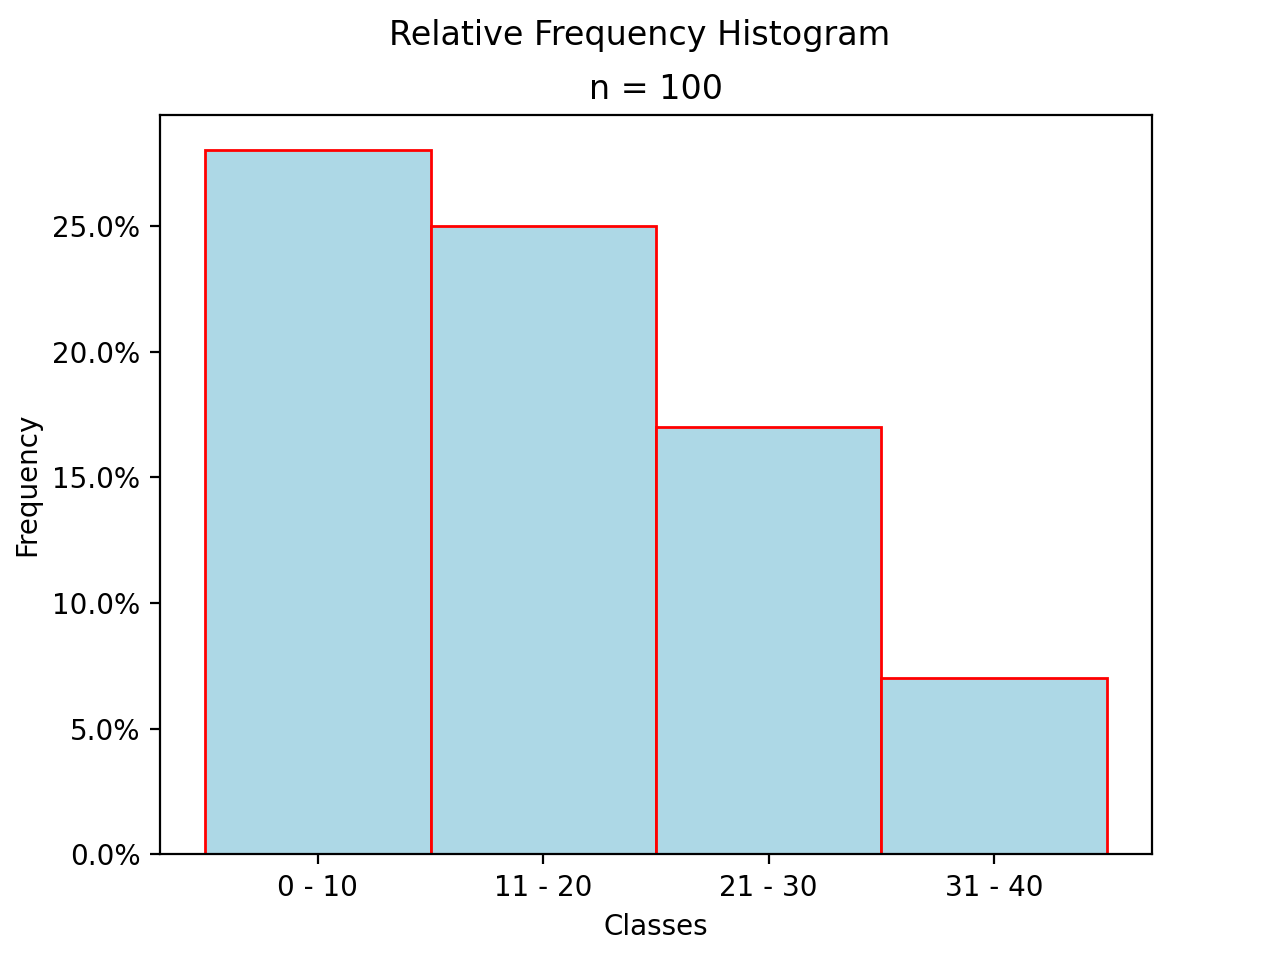 Relative Frequency Histogram
n = 100
25.0%
20.0%
15.0%
10.0%
5.0%
0.0%
Frequency
0 - 10
11 - 20
21 - 30
31 - 40
Classes